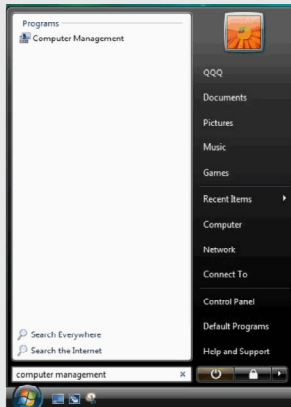 Programs
Computer Management
Search Everywhere
Search the Internet
computer management
QQQ
Documents
Pictures
Music
Games
Recent Items
Computer
Network
Connect To
Control Panel
Default Programs
Help and Support